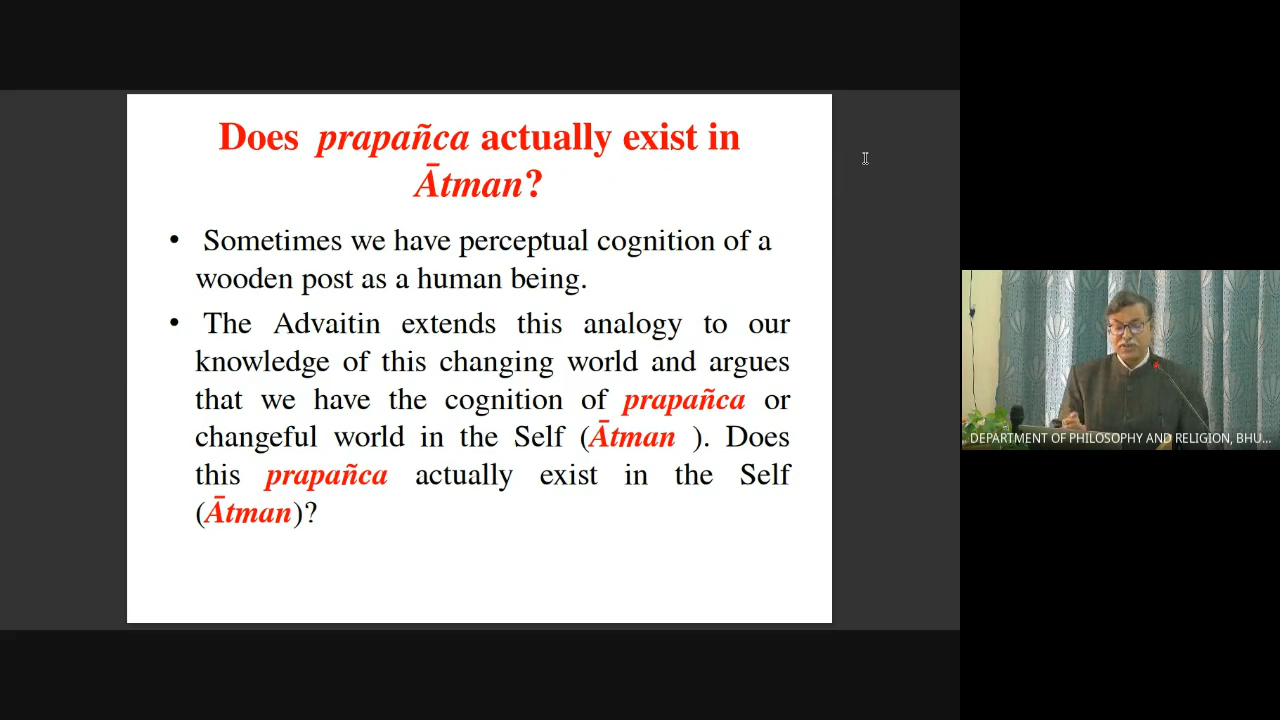 Does prapañca actually exist in
Ātman?
• Sometimes we have perceptual cognition of a
wooden post as a human being.
• The Advaitin extends this analogy to our
knowledge of this changing world and argues
that we have the cognition of prapañca or
changeful world in the Self (Ātman ). Does
this prapañca actually exist in the Self
(Ātman)?
DEPARTMENT OF PHILOSOPHY AND RELIGION, BHU...